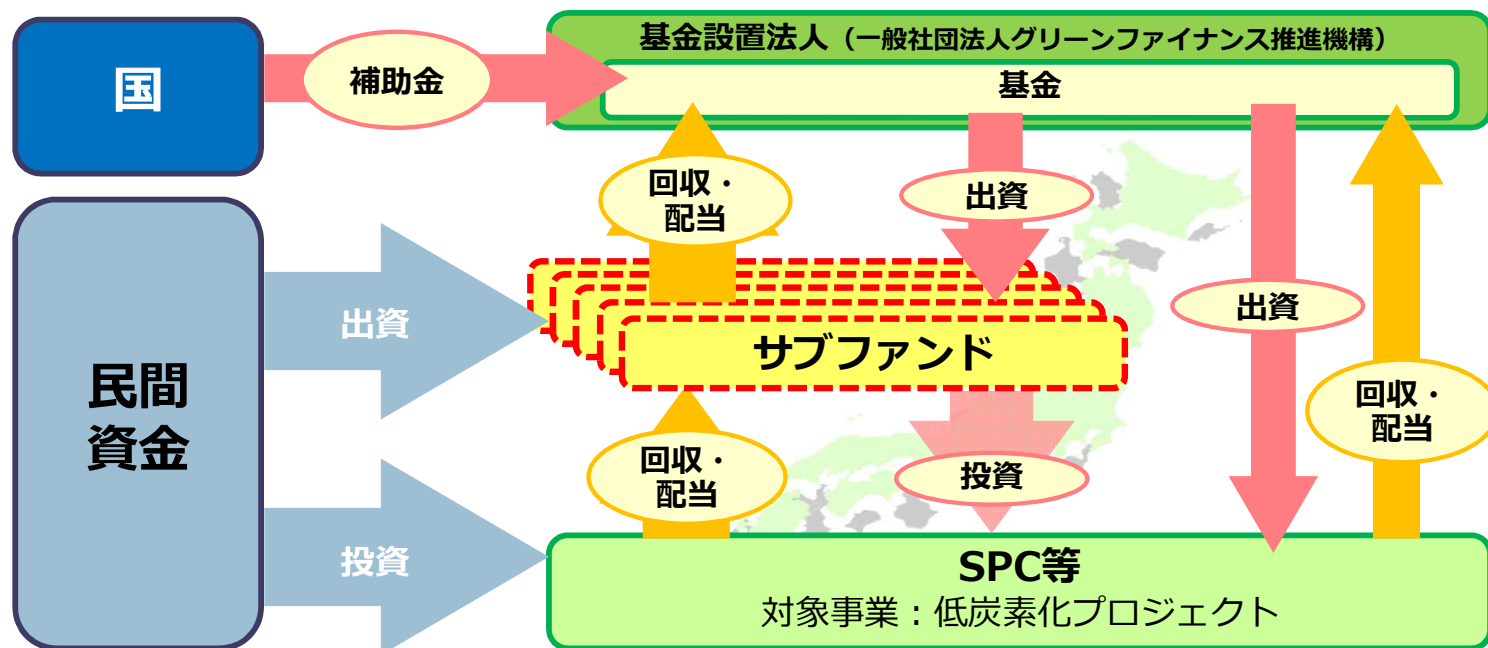 国
補助金
基金設置法人（一般社団法人グリーンファイナンス推進機構）
基金
回収・
配当
出資
出資
サブファンド
出資
民間
資金
回収・
配当
回収・
配当
投資
投資
SPC等
対象事業：低炭素化プロジェクト